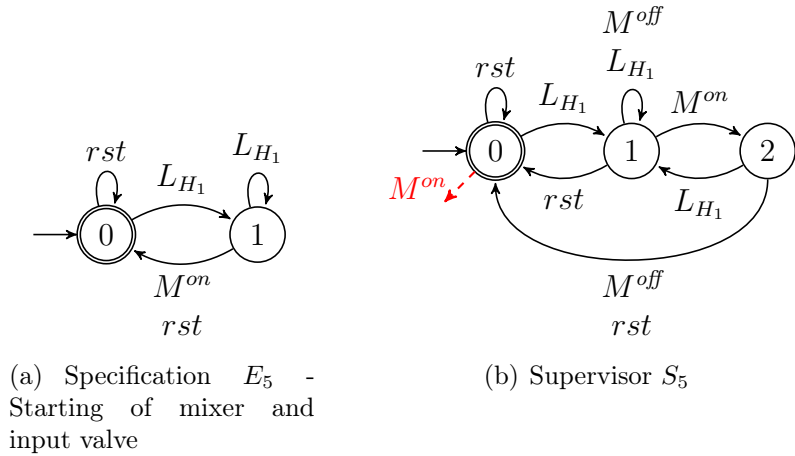 rst
L_{H_1}
L_{H_1}
0
1
M^{on}
rst
(a) Specification E_5 -
Starting of mixer and
input valve
M^{off}
rst
L_{H_1}
L_{H_1}
M^{on}
0
1
2
M^{on}
rst
L_{H_1}
M^{off}
rst
(b) Supervisor S_5